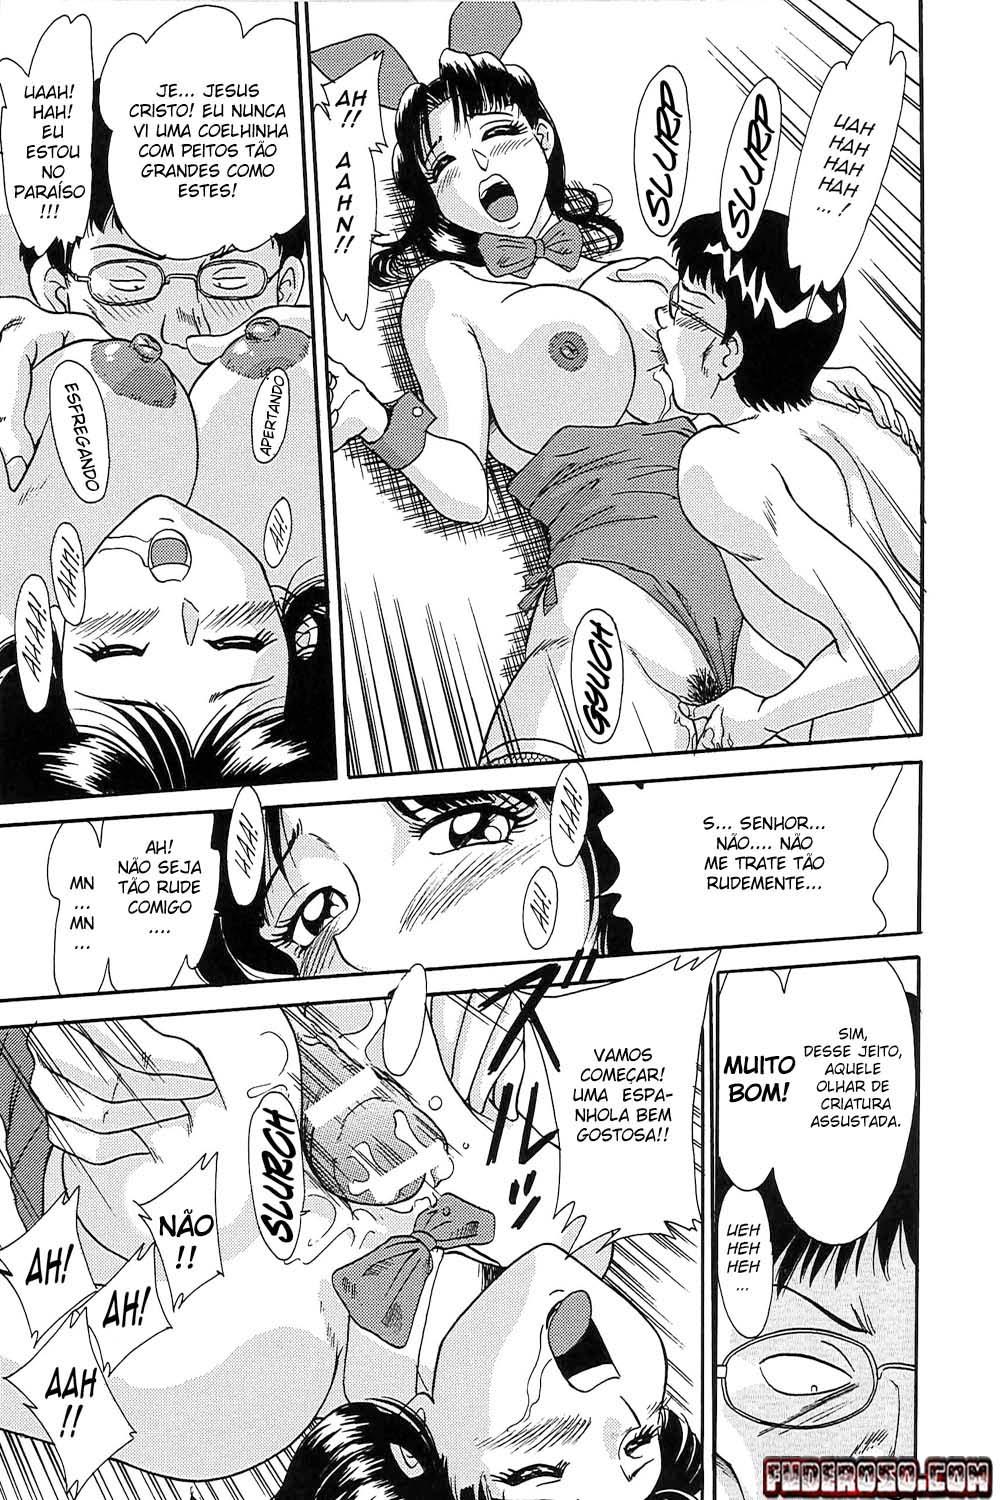 UAH
HAH
HAH
HAH
...!
SLURP
SLURP
AH
!!
AAHN
!!
GYUCH
JE... JESUS
CRISTO! EU NUNCA
VI UMA COELHINHA
COM PEITOS TÃO
GRANDES COMO
ESTES!
UAAH!
HAH!
EU
ESTOU
NO
PARAÍSO
!!!
APERTANDO
ESFREGANDO
AH!
AH!
AAAA!
S... SENHOR...
NÃO.... NÃO
ME TRATE TÃO
RUDEMENTE...
AAA!
AH!
AAA!
AH!
NÃO SEJA
TÃO RUDE
COMIGO
....
MN
...
MN
...
SIM,
DESSE JEITO,
AQUELE
OLHAR DE
CRIATURA
ASSUSTADA.
MUITO
BOM!
UEH
HEH
HEH
...
VAMOS
COMEÇAR!
UMA ESPA-
NHOLA BEM
GOSTOSA!!
SLURCH
NÃO
!!
AH!
AH!
AAH
!!
FUDEROSO.COM